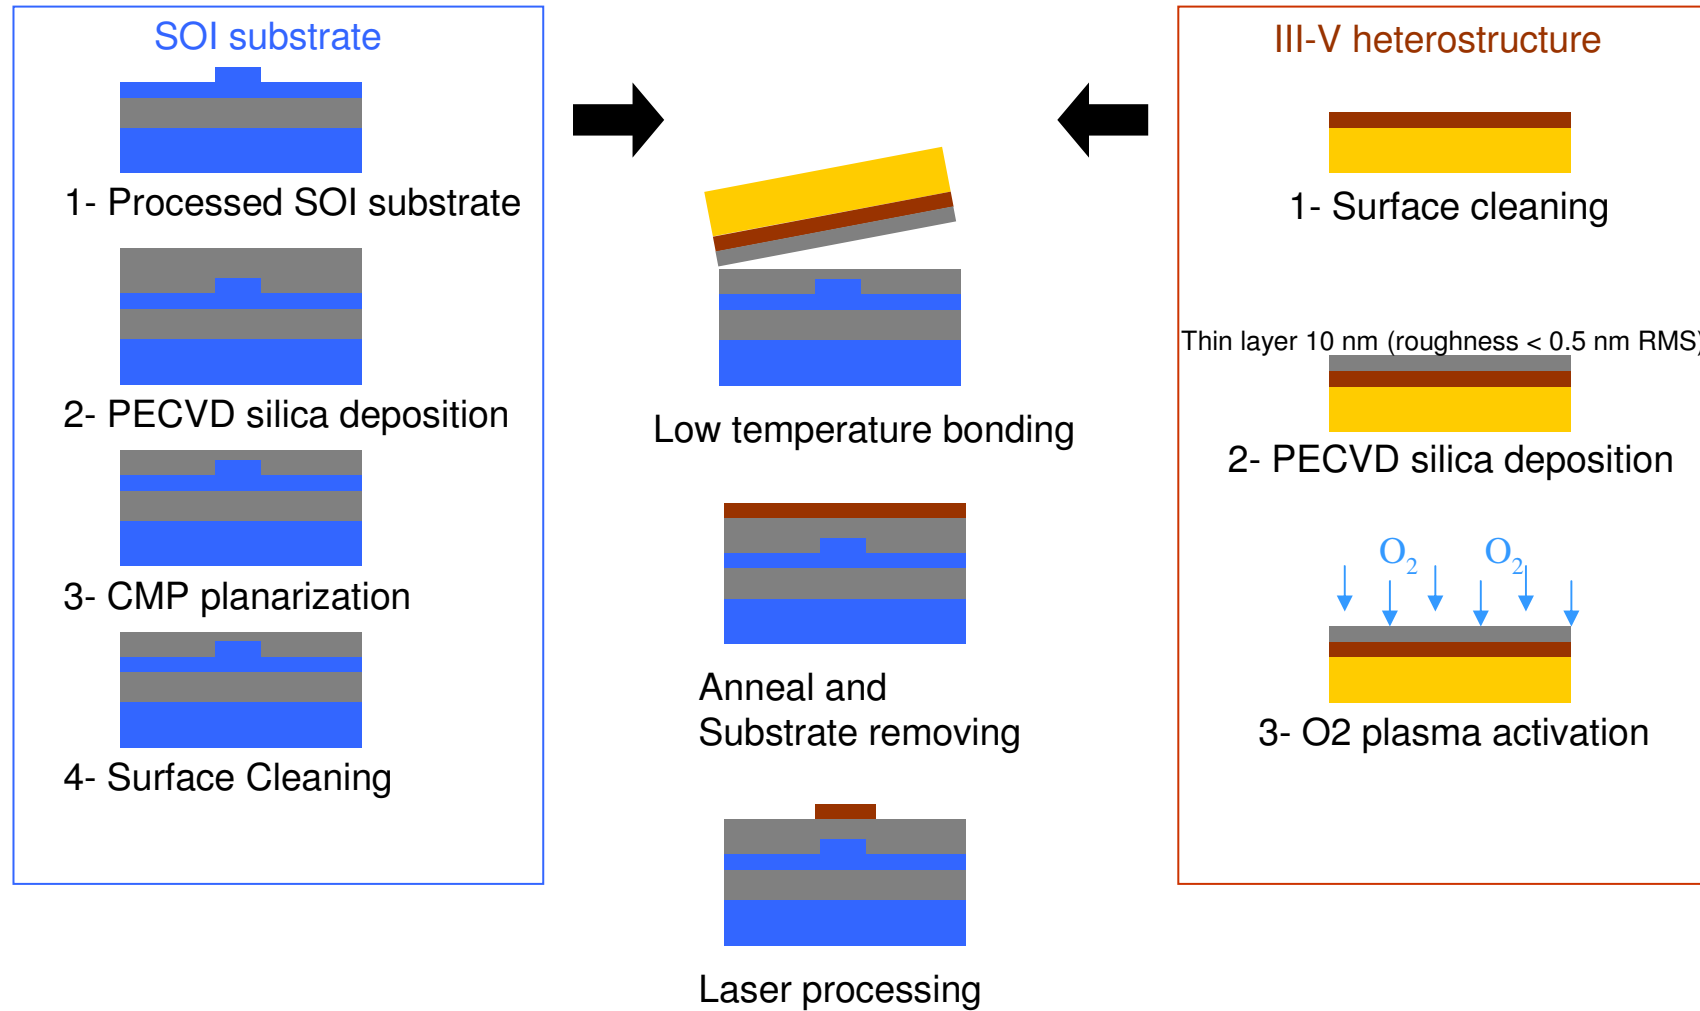 SOI substrate
1- Processed SOI substrate
2- PECVD silica deposition
3- CMP planarization
4- Surface Cleaning
Low temperature bonding
Anneal and
Substrate removing
Laser processing
III-V heterostructure
1- Surface cleaning
Thin layer 10 nm (roughness < 0.5 nm RMS)
2- PECVD silica deposition
O2 O2
3- O2 plasma activation